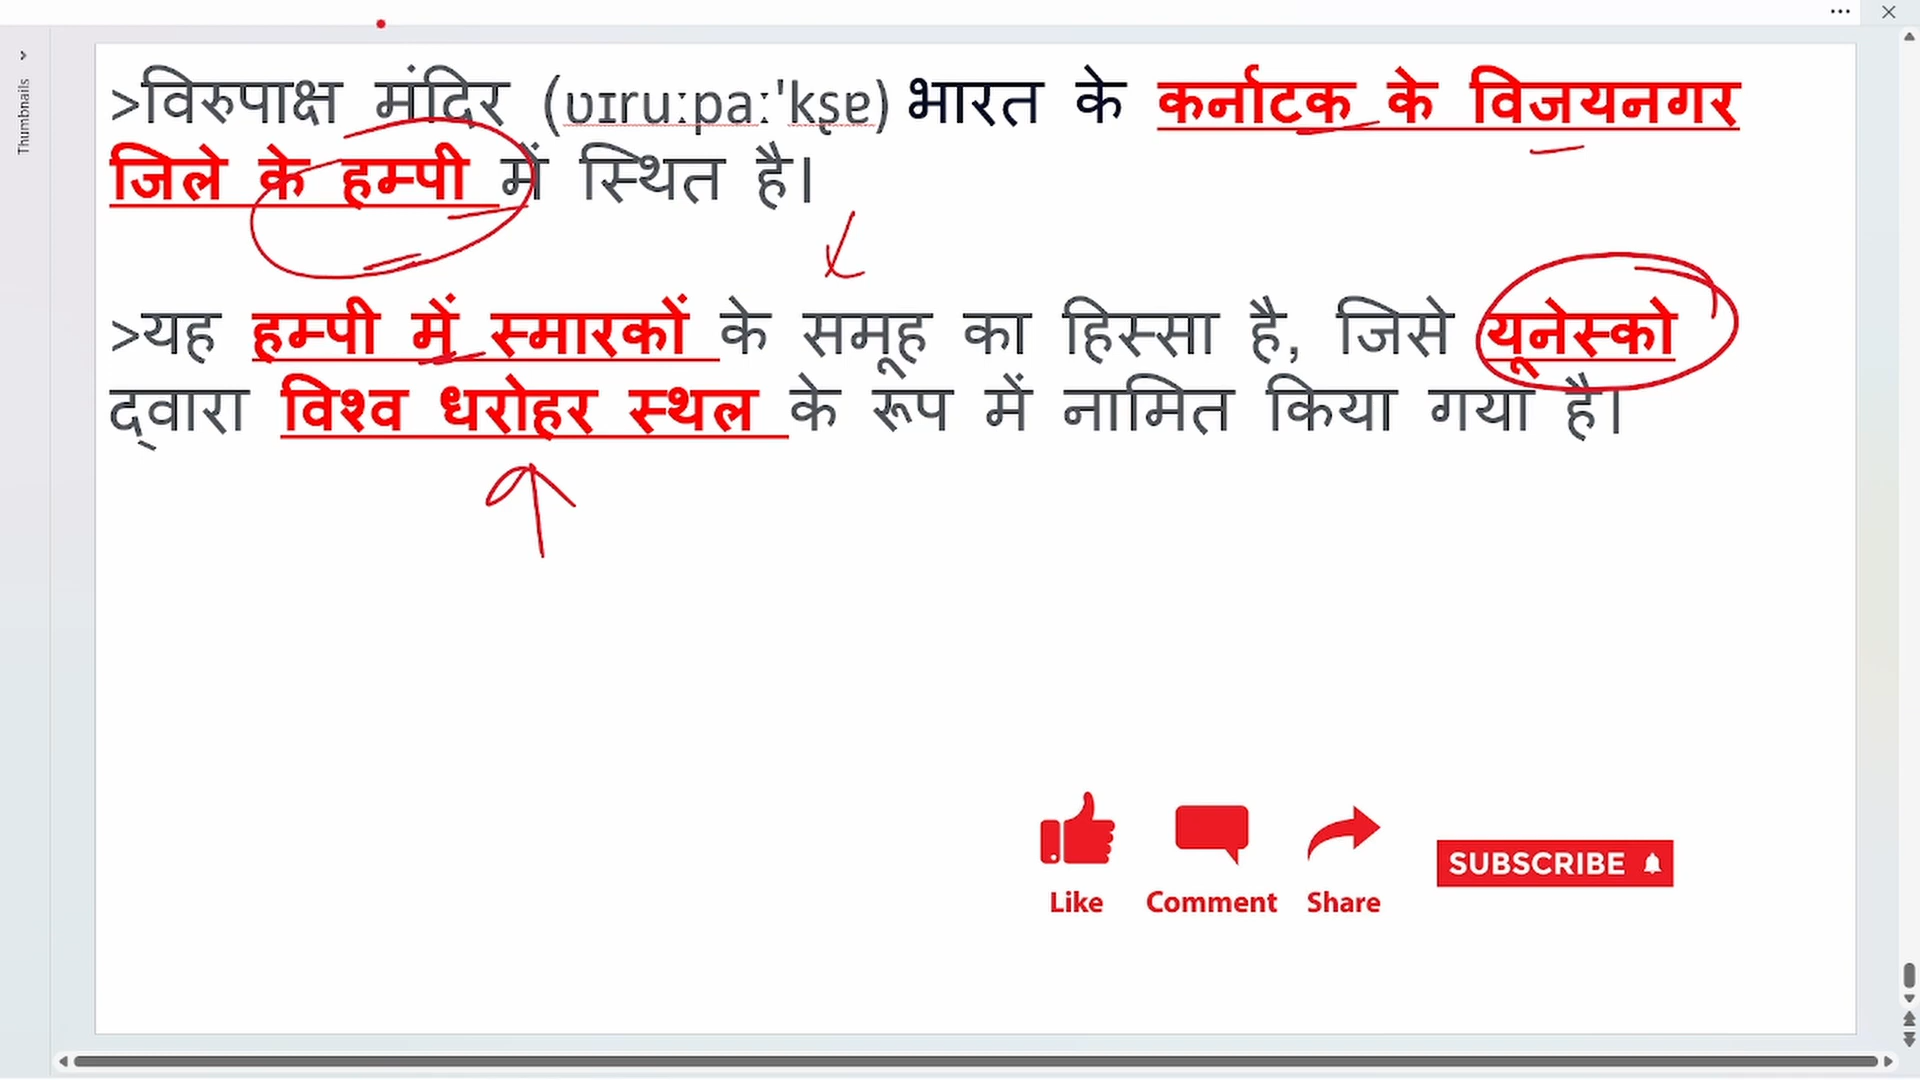 Thumbnails
>विरुपाक्ष मंदिर (ʋɪruːpaːˈkʂɐ) भारत के कर्नाटक के विजयनगर
जिले के हम्पी में स्थित है।
>यह हम्पी में स्मारकों के समूह का हिस्सा है, जिसे यूनेस्को
द्वारा विश्व धरोहर स्थल के रूप में नामित किया गया है।
Like Comment Share SUBSCRIBE